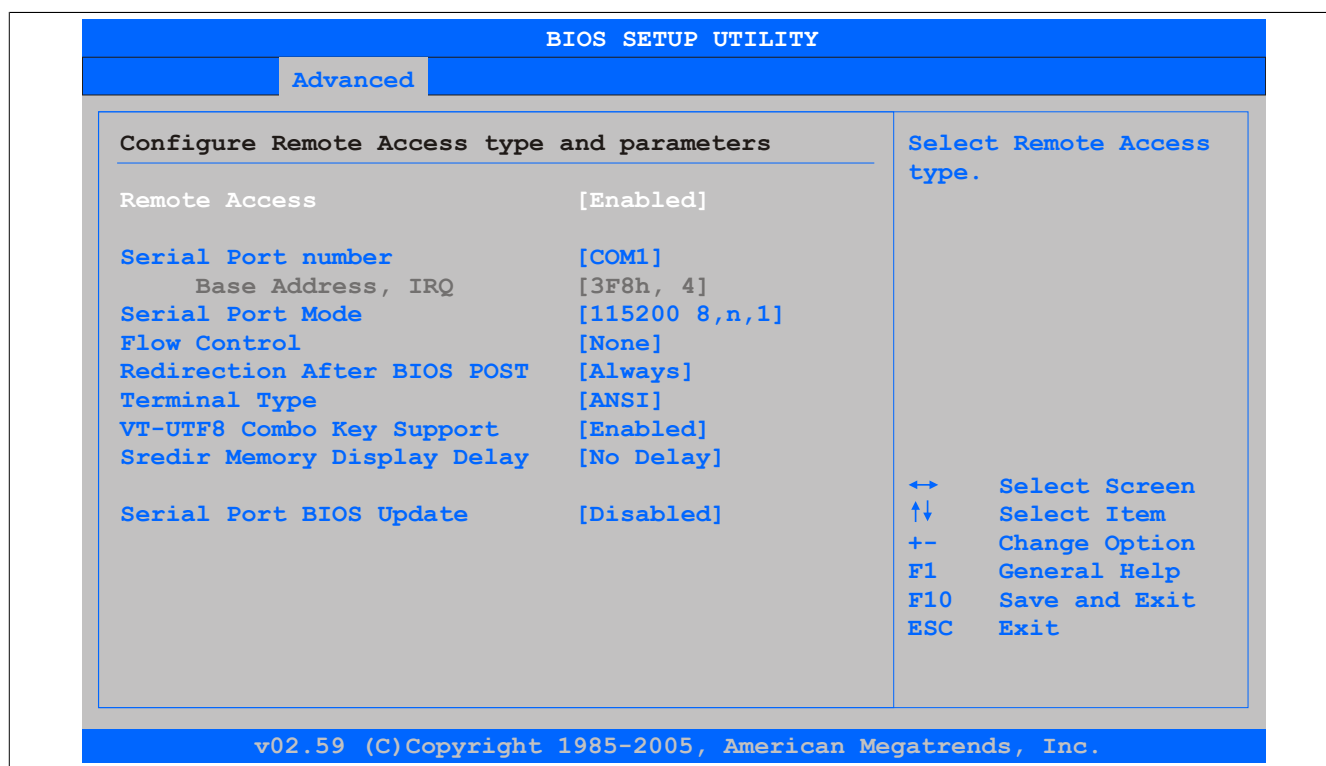 BIOS SETUP UTILITY
Advanced
Configure Remote Access type and parameters
Remote Access [Enabled]
Serial Port number [COM1]
Base Address, IRQ [3F8h, 4]
Serial Port Mode [115200 8,n,1]
Flow Control [None]
Redirection After BIOS POST [Always]
Terminal Type [ANSI]
VT-UTF8 Combo Key Support [Enabled]
Sredir Memory Display Delay [No Delay]
Serial Port BIOS Update [Disabled]
Select Remote Access
type.
↔ Select Screen
↑↓ Select Item
+- Change Option
F1 General Help
F10 Save and Exit
ESC Exit
v02.59 (C)Copyright 1985-2005, American Megatrends, Inc.